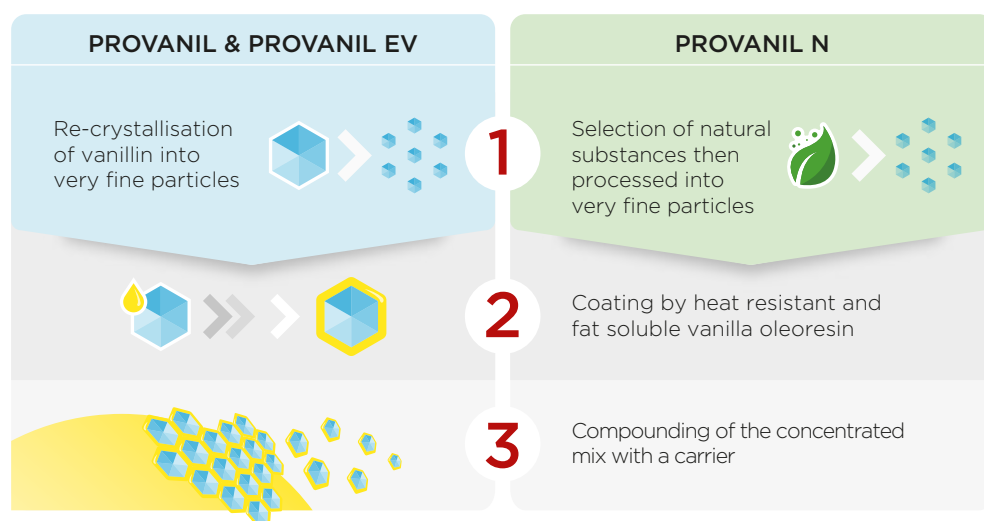 PROVANIL & PROVANIL EV
PROVANIL N
Re-crystallisation
of vanillin into
very fine particles
1
Selection of natural
substances then
processed into
very fine particles
2
Coating by heat resistant and
fat soluble vanilla oleoresin
3
Compounding of the concentrated
mix with a carrier